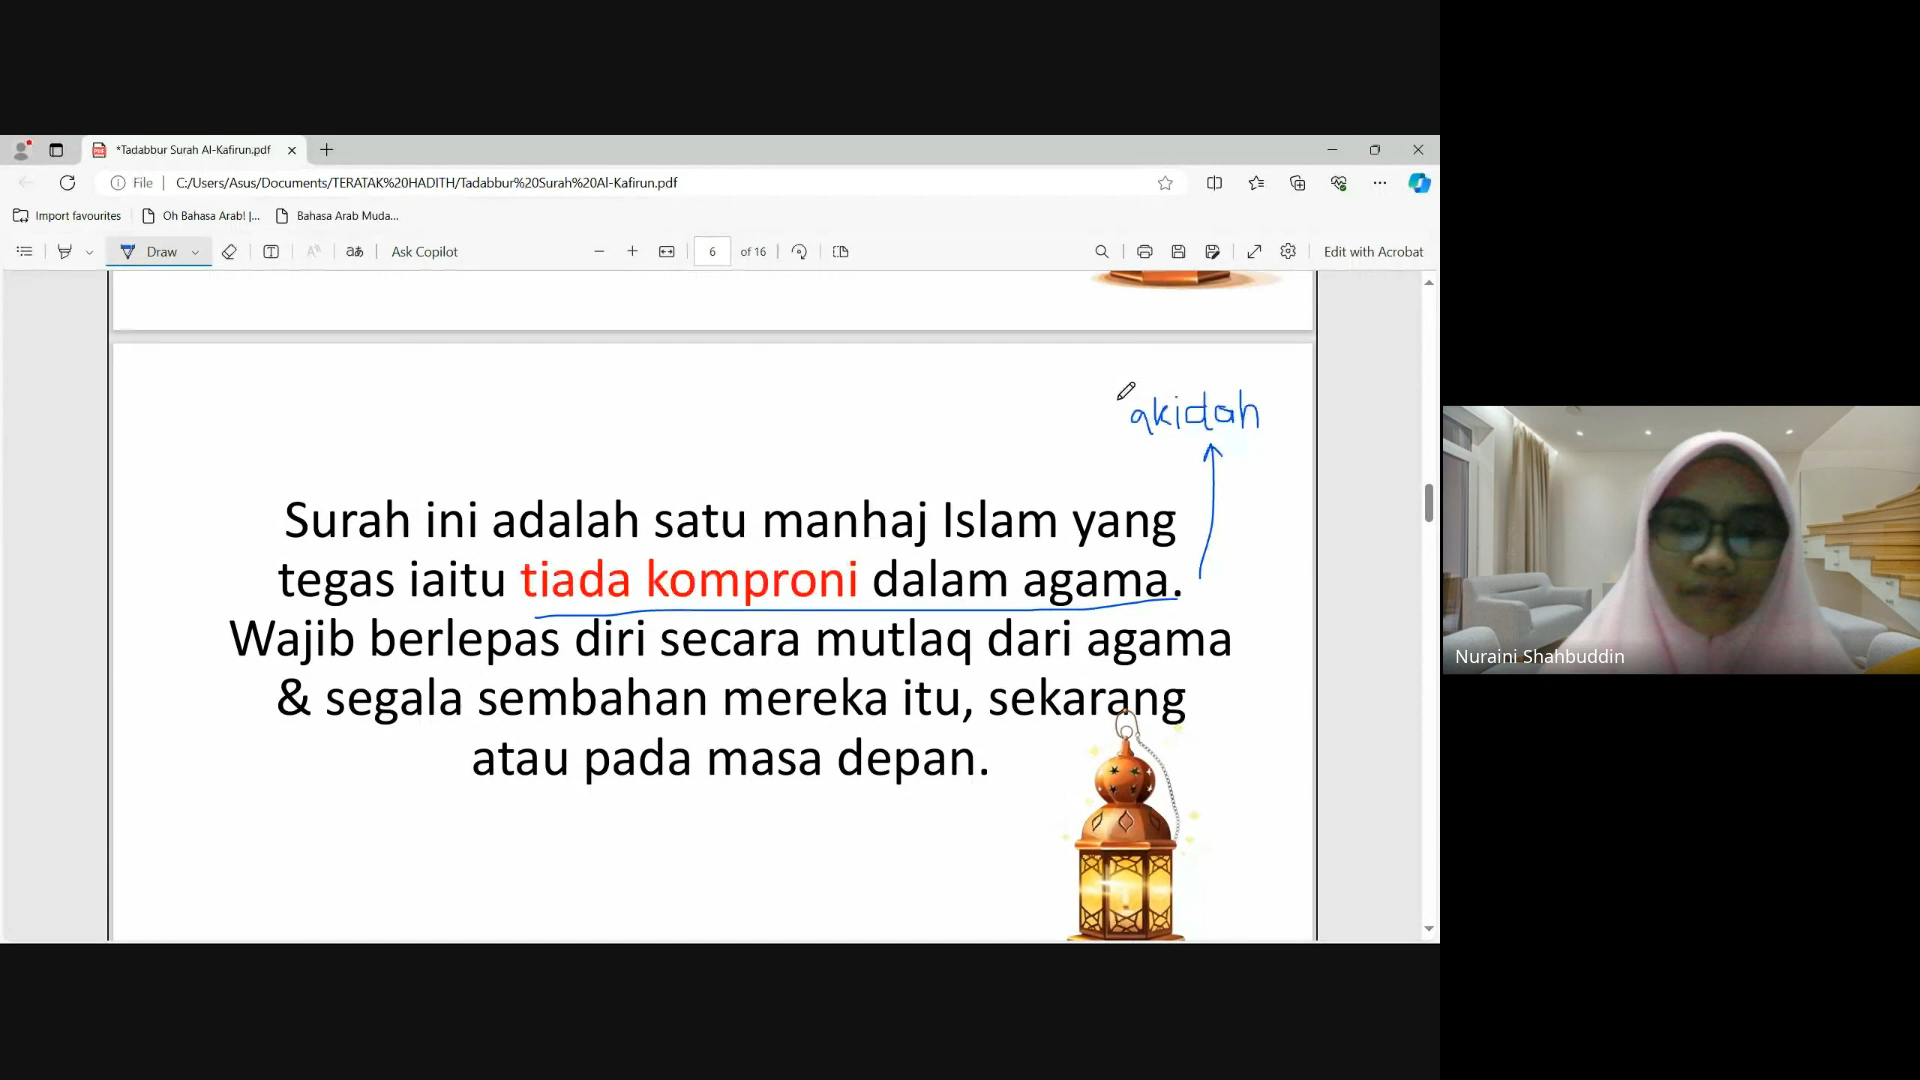 *Tadabbur Surah Al-Kafirun.pdf
File
C:/Users/Asus/Documents/TERATAK%20HADITH/Tadabbur%20Surah%20Al-Kafirun.pdf
Import favourites
Oh Bahasa Arab! |...
Bahasa Arab Muda...
Draw
aあ
Ask Copilot
6 of 16
Edit with Acrobat
akidah
Surah ini adalah satu manhaj Islam yang
tegas iaitu tiada komproni dalam agama.
Wajib berlepas diri secara mutlaq dari agama
& segala sembahan mereka itu, sekarang
atau pada masa depan.
Nuraini Shahbuddin